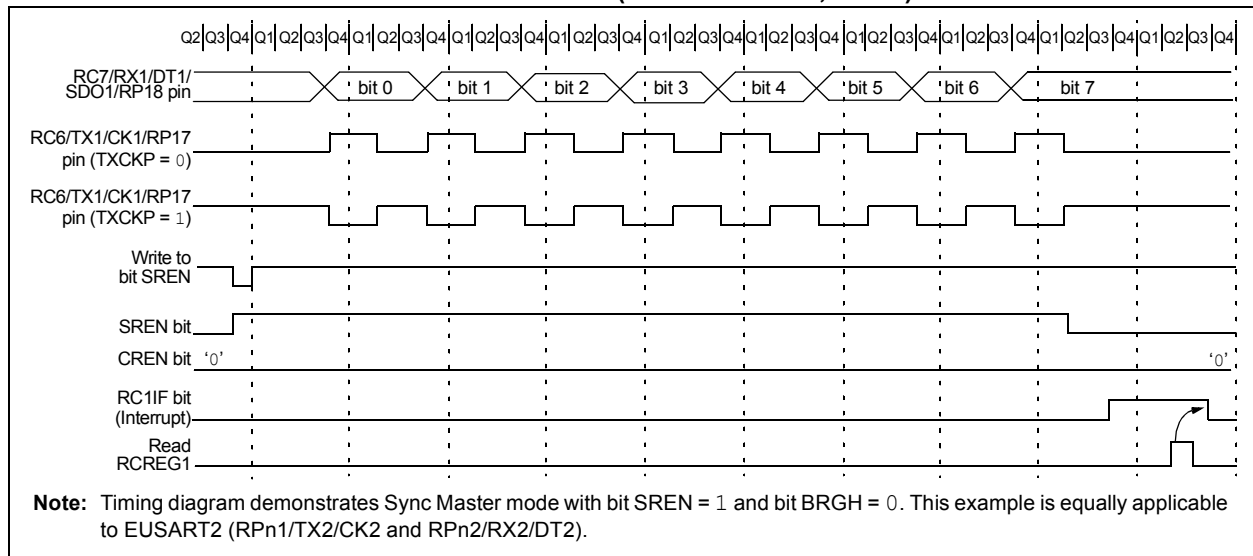 Q2 Q3 Q4 Q1 Q2 Q3 Q4 Q1 Q2 Q3 Q4 Q1 Q2 Q3 Q4 Q1 Q2 Q3 Q4 Q1 Q2 Q3 Q4 Q1 Q2 Q3 Q4 Q1 Q2 Q3 Q4 Q1 Q2 Q3 Q4 Q1 Q2 Q3 Q4 Q1 Q2 Q3 Q4
RC7/RX1/DT1/
SDO1/RP18 pin
bit 0 bit 1 bit 2 bit 3 bit 4 bit 5 bit 6 bit 7
RC6/TX1/CK1/RP17
pin (TXCKP = 0)
RC6/TX1/CK1/RP17
pin (TXCKP = 1)
Write to
bit SREN
SREN bit
CREN bit '0' '0'
RC1IF bit
(Interrupt)
Read
RCREG1
Note: Timing diagram demonstrates Sync Master mode with bit SREN = 1 and bit BRGH = 0. This example is equally applicable
to EUSART2 (RPn1/TX2/CK2 and RPn2/RX2/DT2).